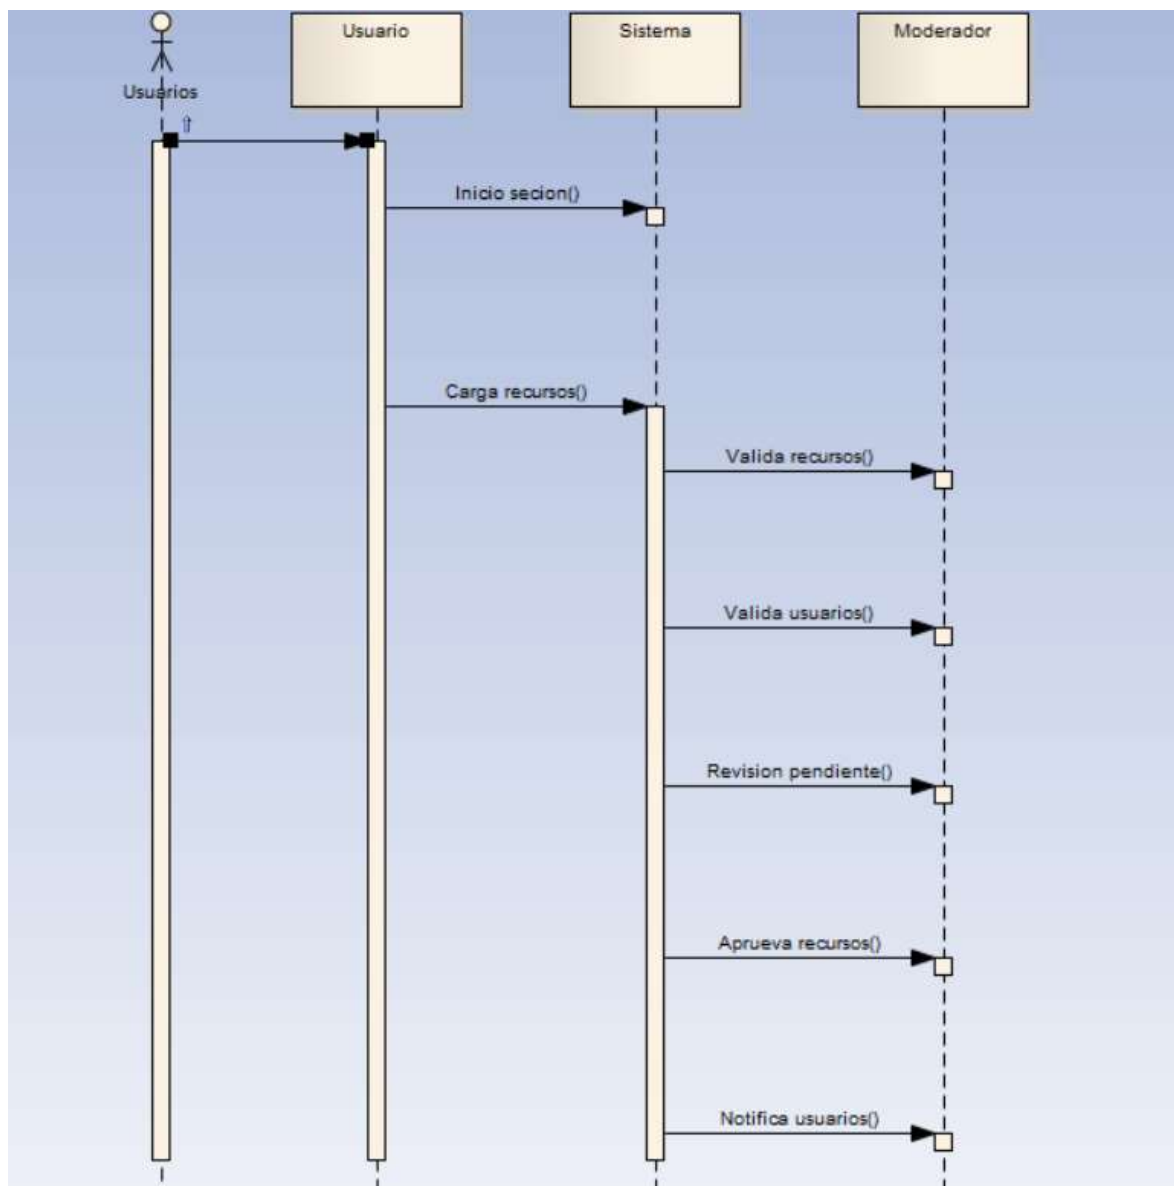 Usuario
Sistema
Moderador
Usuarios
Inicio secion()
Carga recursos()
Valida recursos()
Valida usuarios()
Revision pendiente()
Aprueva recursos()
Notifica usuarios()